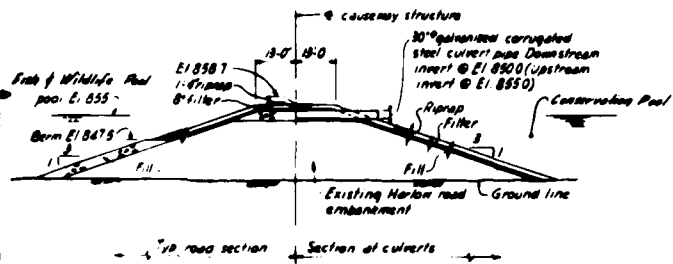 ℄ causeway structure
13'-0" 13'-0
30"ø galvanized corrugated
steel culvert pipe Downstream
invert @ El 850.0 (upstream
invert @ El. 855.0)
El 858.7
1'-6" riprap
8" filter
Fish & Wildlife Pool
pool El 855
Berm El 847.5
Riprap
Filter
Conservation Pool
3
1
3
1
Fill
Fill
Existing Harlan road
embankment
Ground line
Typ road section
Section at culverts